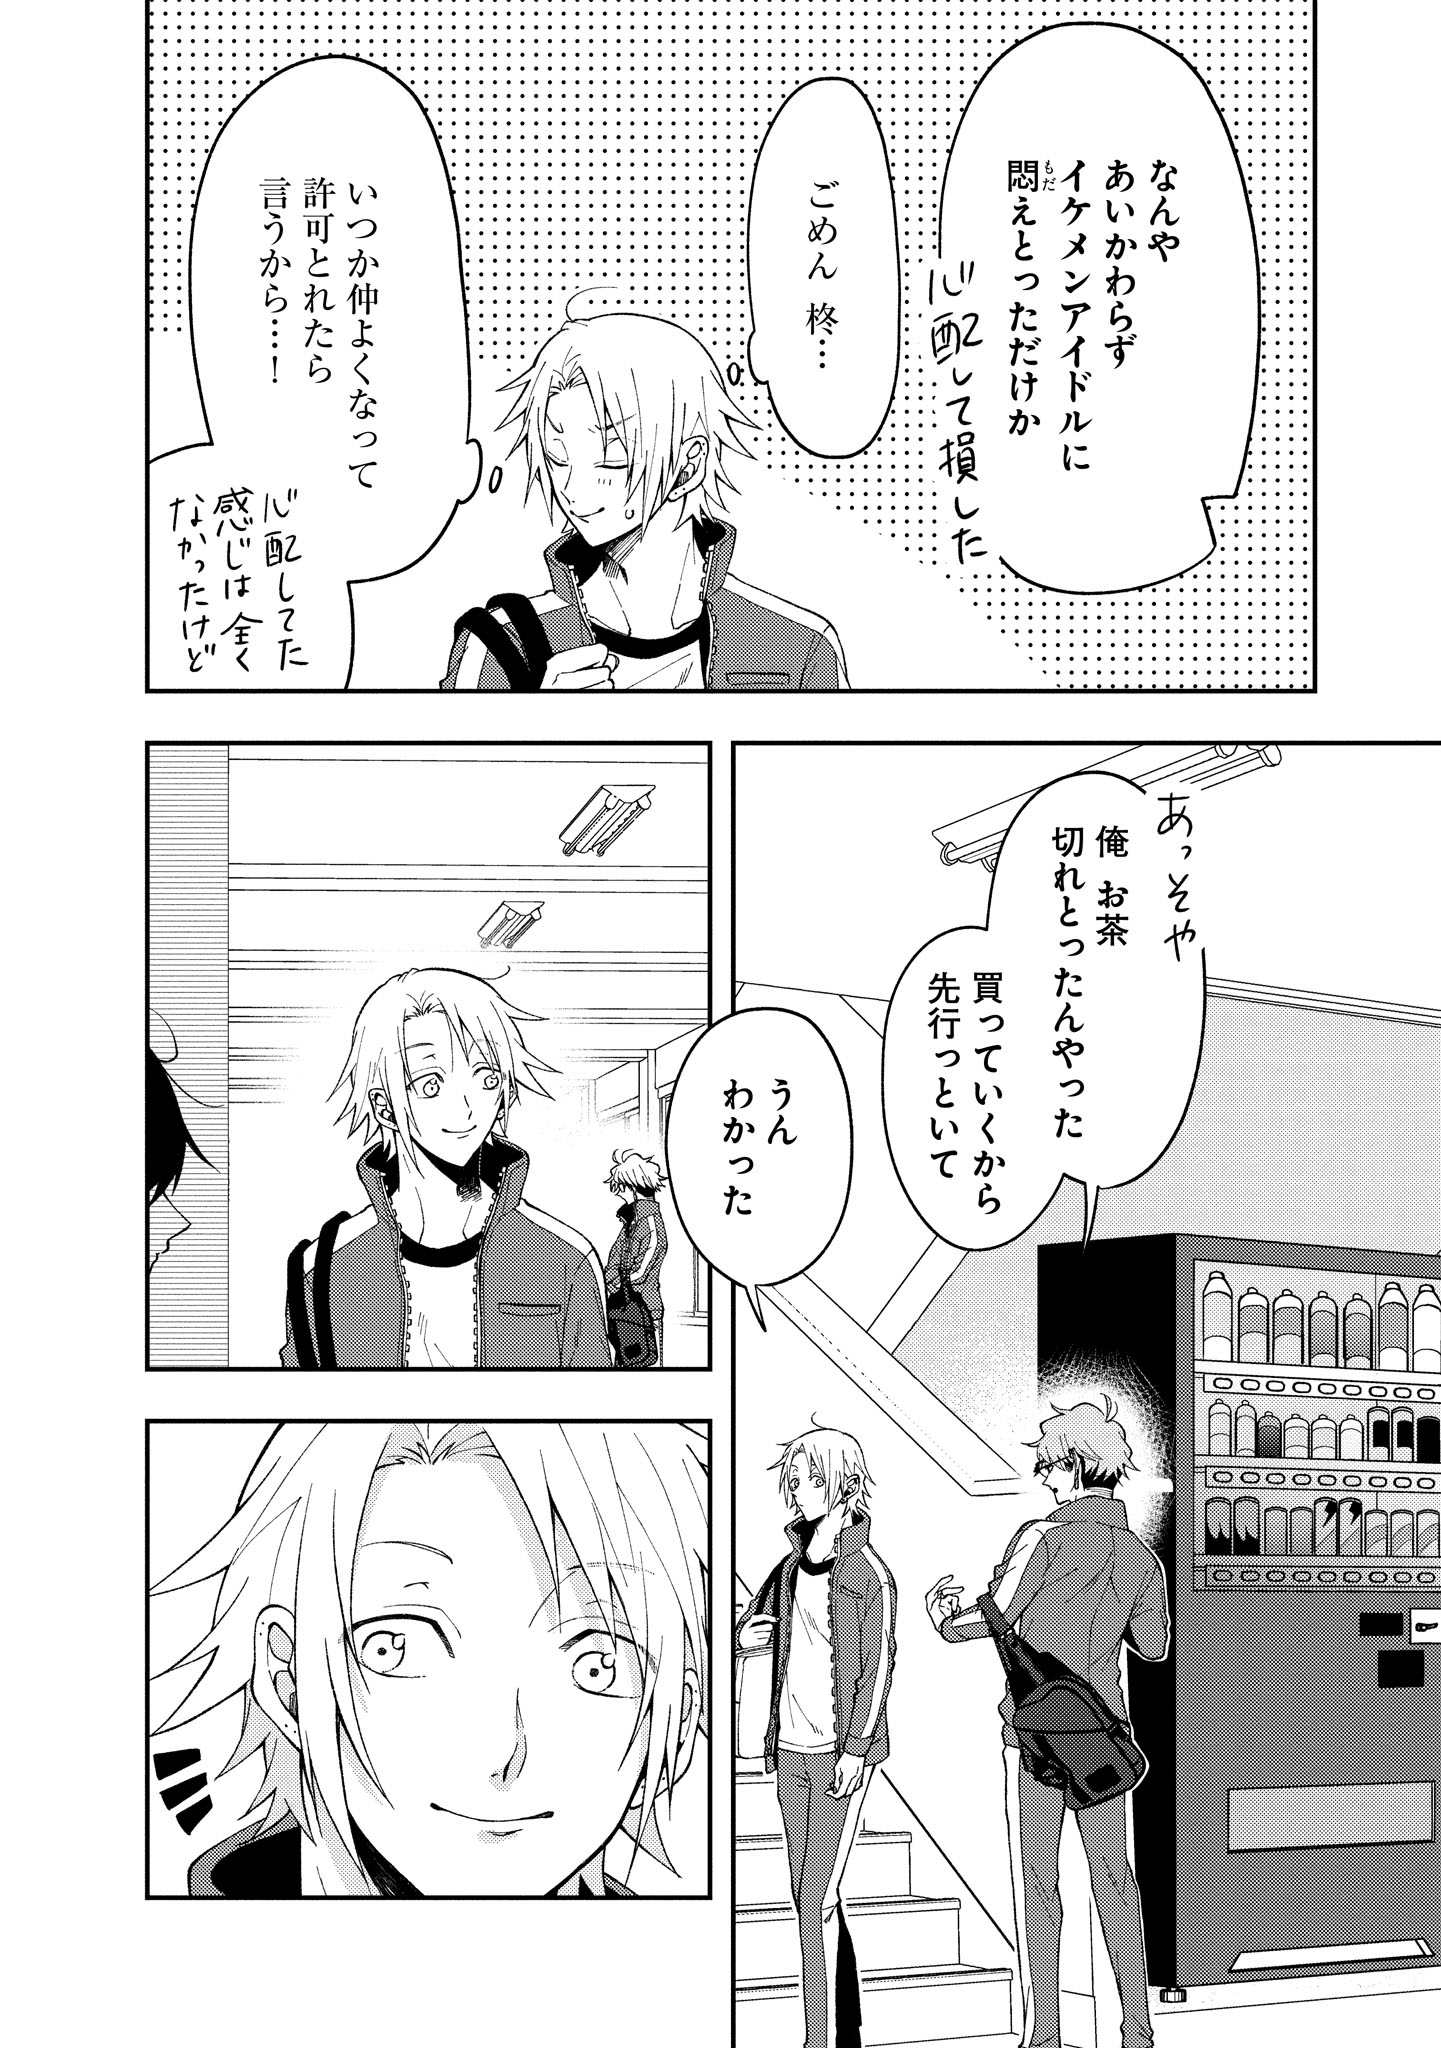 なんや
あいかわらず
イケメンアイドルに
悶えとっただけか
もだ
心配して損した
ごめん 柊…
いつか仲よくなって
許可とれたら
言うから…！
心配してた
感じは全く
なかったけど
あっそや
俺 お茶
切れとったんやった
買っていくから
先行っといて
うん
わかった